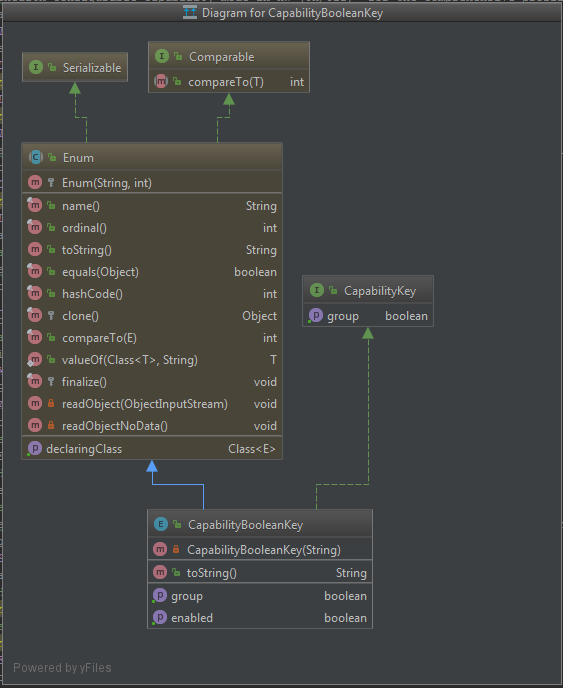 Diagram for CapabilityBooleanKey
I Serializable
I Comparable
m compareTo(T) int
C Enum
m Enum(String, int)
m name() String
m ordinal() int
m toString() String
m equals(Object) boolean
m hashCode() int
m clone() Object
m compareTo(E) int
m valueOf(Class<T>, String) T
m finalize() void
m readObject(ObjectInputStream) void
m readObjectNoData() void
p declaringClass Class<E>
I CapabilityKey
p group boolean
E CapabilityBooleanKey
m CapabilityBooleanKey(String)
m toString() String
p group boolean
p enabled boolean
Powered by yFiles